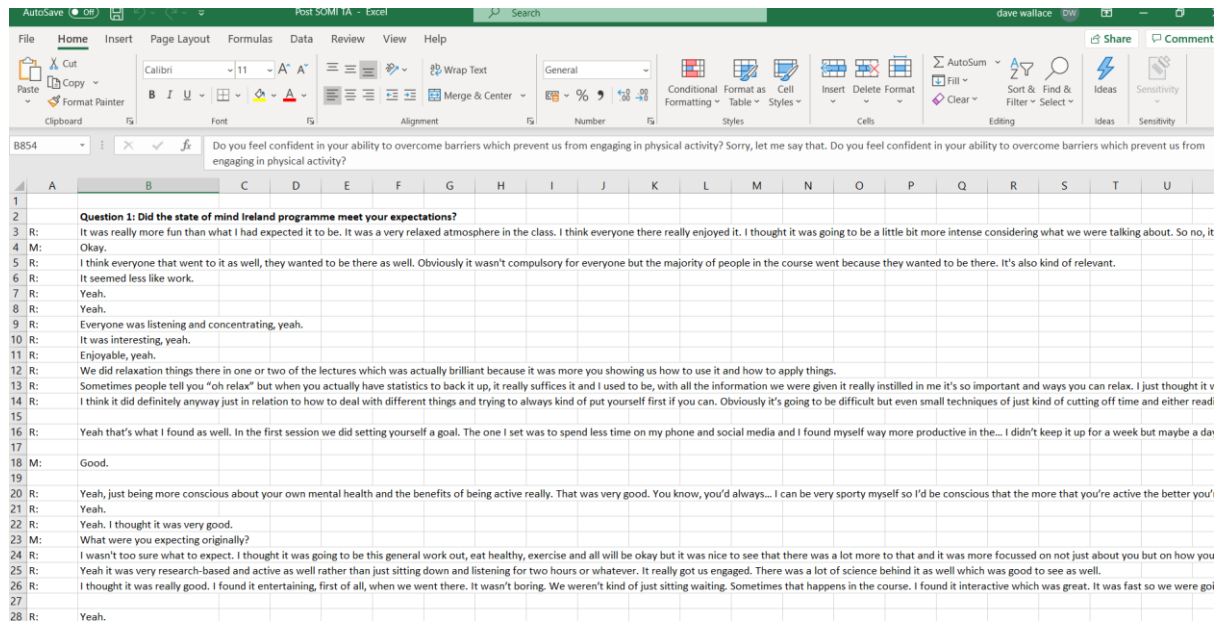 AutoSave Off Post SOMI TA - Excel Search dave wallace DW
File Home Insert Page Layout Formulas Data Review View Help Share Comment
Cut Calibri 11 Wrap Text General AutoSum
Copy Fill
Paste Format Painter B I U Merge & Center Conditional Formatting Format as Table Cell Styles Insert Delete Format Clear Sort & Filter Find & Select Ideas Sensitivity
Clipboard Font Alignment Number Styles Cells Editing Ideas Sensitivity
B854 fx Do you feel confident in your ability to overcome barriers which prevent us from engaging in physical activity? Sorry, let me say that. Do you feel confident in your ability to overcome barriers which prevent us from
engaging in physical activity?
A B C D E F G H I J K L M N O P Q R S T U
1
2 Question 1: Did the state of mind Ireland programme meet your expectations?
3 R: It was really more fun than what I had expected it to be. It was a very relaxed atmosphere in the class. I think everyone there really enjoyed it. I thought it was going to be a little bit more intense considering what we were talking about. So no, it
4 M: Okay.
5 R: I think everyone that went to it as well, they wanted to be there as well. Obviously it wasn't compulsory for everyone but the majority of people in the course went because they wanted to be there. It's also kind of relevant.
6 R: It seemed less like work.
7 R: Yeah.
8 R: Yeah.
9 R: Everyone was listening and concentrating, yeah.
10 R: It was interesting, yeah.
11 R: Enjoyable, yeah.
12 R: We did relaxation things there in one or two of the lectures which was actually brilliant because it was more you showing us how to use it and how to apply things.
13 R: Sometimes people tell you “oh relax” but when you actually have statistics to back it up, it really suffices it and I used to be, with all the information we were given it really instilled in me it's so important and ways you can relax. I just thought it w
14 R: I think it did definitely anyway just in relation to how to deal with different things and trying to always kind of put yourself first if you can. Obviously it's going to be difficult but even small techniques of just kind of cutting off time and either readi
15
16 R: Yeah that's what I found as well. In the first session we did setting yourself a goal. The one I set was to spend less time on my phone and social media and I found myself way more productive in the... I didn’t keep it up for a week but maybe a day
17
18 M: Good.
19
20 R: Yeah, just being more conscious about your own mental health and the benefits of being active really. That was very good. You know, you’d always... I can be very sporty myself so I’d be conscious that the more that you’re active the better you'r
21 R: Yeah.
22 R: Yeah. I thought it was very good.
23 M: What were you expecting originally?
24 R: I wasn't too sure what to expect. I thought it was going to be this general work out, eat healthy, exercise and all will be okay but it was nice to see that there was a lot more to that and it was more focussed on not just about you but on how you
25 R: Yeah it was very research-based and active as well rather than just sitting down and listening for two hours or whatever. It really got us engaged. There was a lot of science behind it as well which was good to see as well.
26 R: I thought it was really good. I found it entertaining, first of all, when we went there. It wasn't boring. We weren't kind of just sitting waiting. Sometimes that happens in the course. I found it interactive which was great. It was fast so we were goi
27
28 R: Yeah.